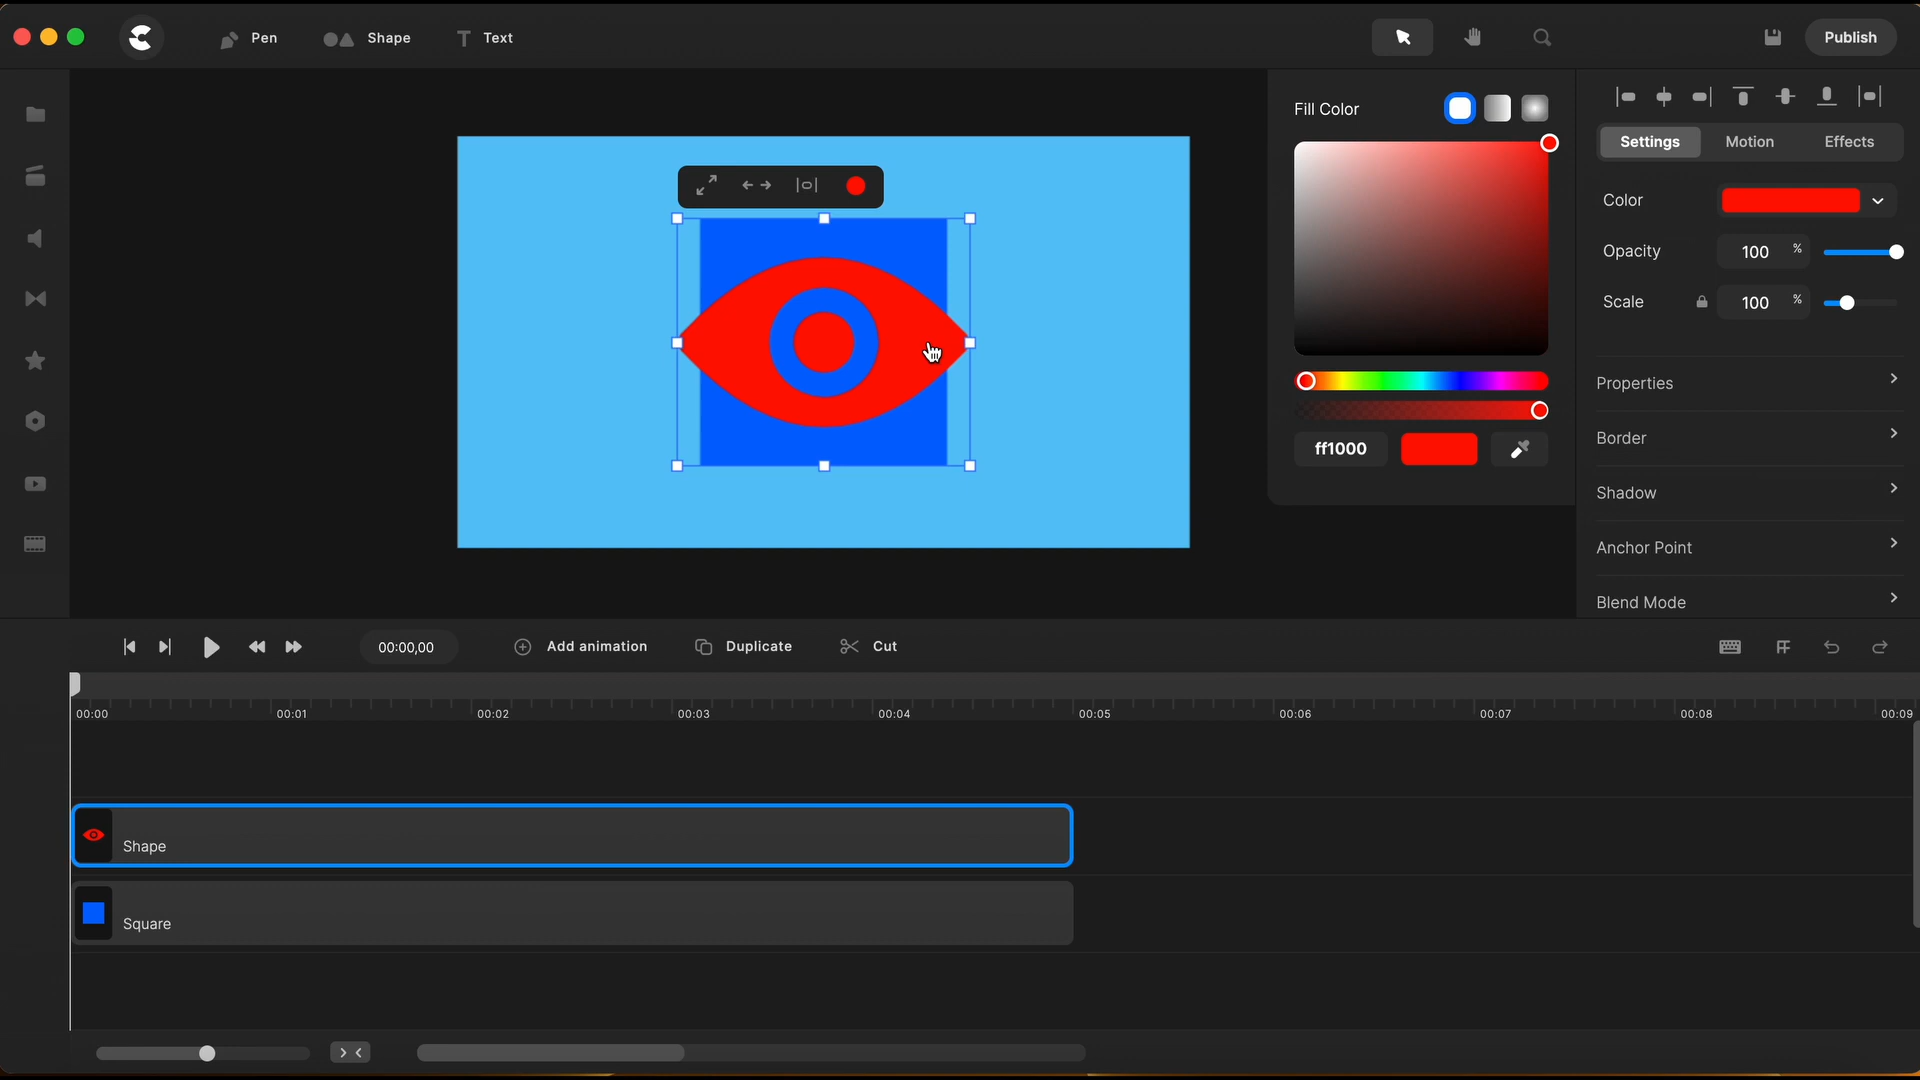 Pen
Shape
Text
Publish
Fill Color
Settings
Motion
Effects
Color
Opacity
100 %
Scale
100 %
Properties
Border
ff1000
Shadow
Anchor Point
Blend Mode
00:00,00
Add animation
Duplicate
Cut
00:00
00:01
00:02
00:03
00:04
00:05
00:06
00:07
00:08
00:09
Shape
Square